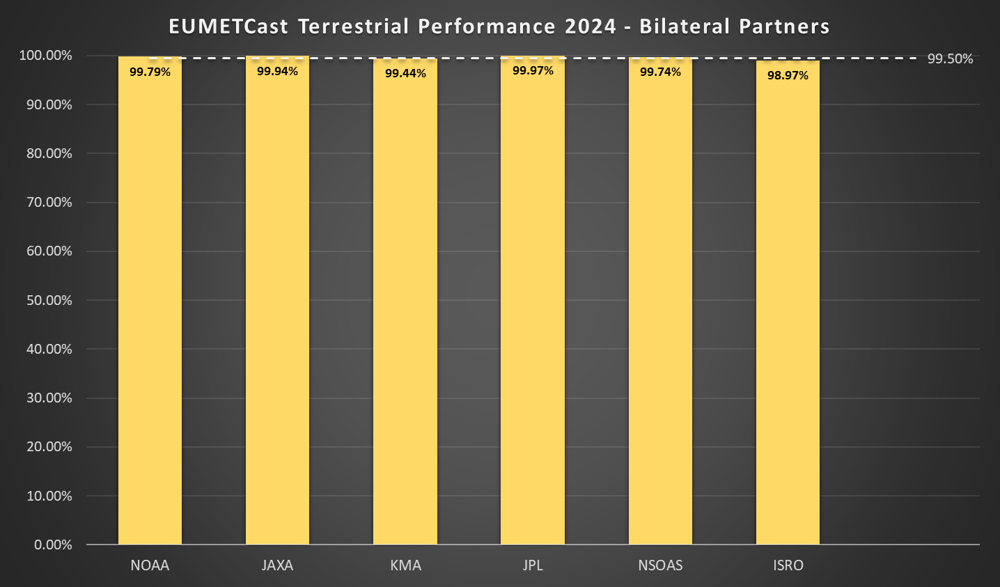 EUMETCast Terrestrial Performance 2024 - Bilateral Partners
100.00%
90.00%
80.00%
70.00%
60.00%
50.00%
40.00%
30.00%
20.00%
10.00%
0.00%
99.79%
99.94%
99.44%
99.97%
99.74%
98.97%
99.50%
NOAA
JAXA
KMA
JPL
NSOAS
ISRO